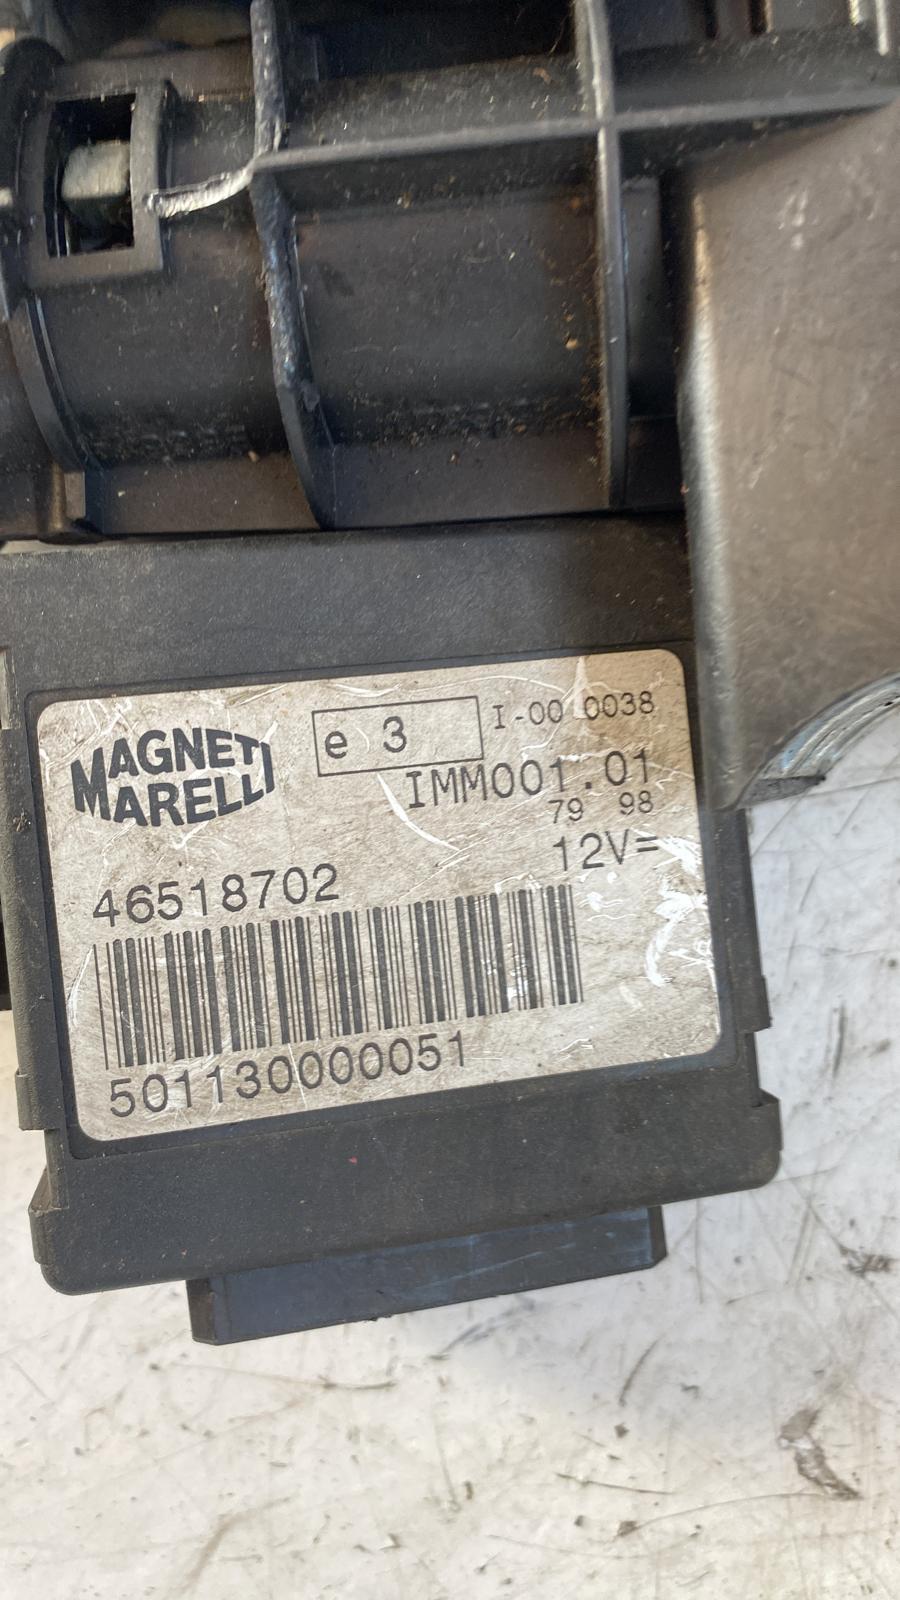 MAGNETI
MARELLI
e 3
I-00 0038
IMM001.01
79 98
12V=
46518702
501130000051